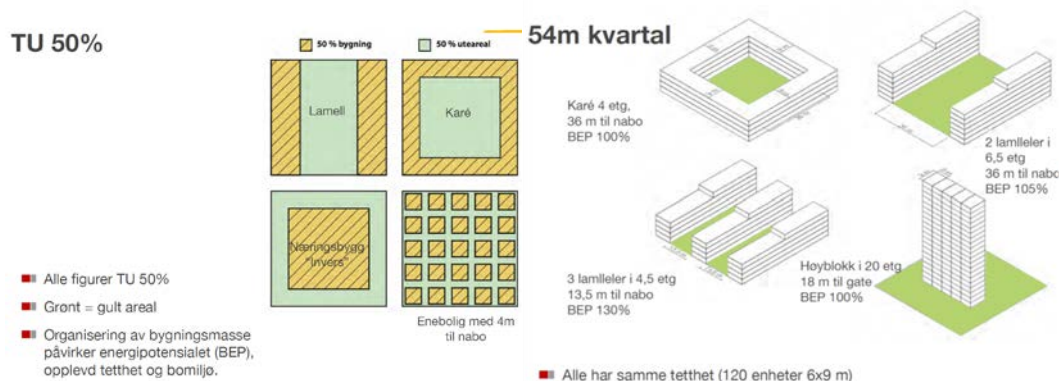 TU 50%
50 % bygning
50 % uteareal
Lamell
Karé
Næringsbygg
"Invers"
Enebolig med 4m
til nabo
Alle figurer TU 50%
Grønt = gult areal
Organisering av bygningsmasse
påvirker energipotensialet (BEP),
opplevd tetthet og bomiljø.
54m kvartal
Karé 4 etg,
36 m til nabo
BEP 100%
2 lamlleler i
6,5 etg
36 m til nabo
BEP 105%
3 lamlleler i 4,5 etg
13,5 m til nabo
BEP 130%
Høyblokk i 20 etg
18 m til gate
BEP 100%
Alle har samme tetthet (120 enheter 6x9 m)